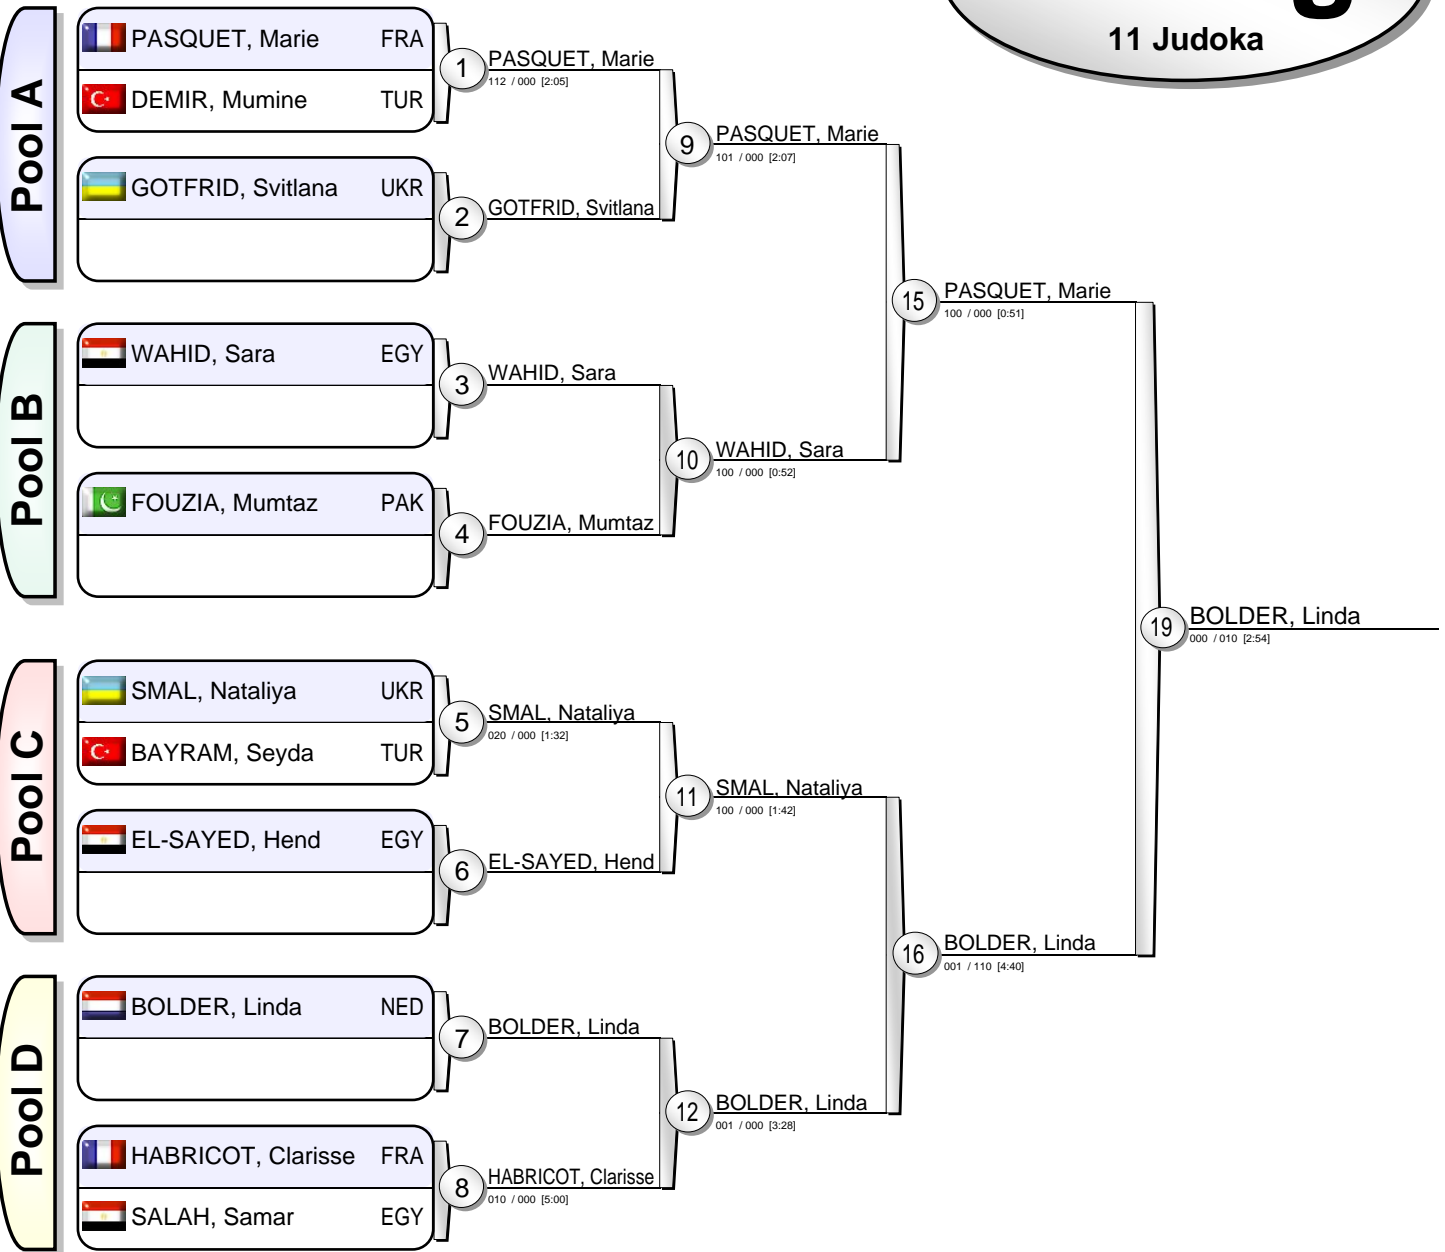 11 Judoka
Pool A
PASQUET, Marie FRA
DEMIR, Mumine TUR
GOTFRID, Svitlana UKR
1
PASQUET, Marie
112 / 000 [2:05]
2
GOTFRID, Svitlana
9
PASQUET, Marie
101 / 000 [2:07]
Pool B
WAHID, Sara EGY
FOUZIA, Mumtaz PAK
3
WAHID, Sara
4
FOUZIA, Mumtaz
10
WAHID, Sara
100 / 000 [0:52]
15
PASQUET, Marie
100 / 000 [0:51]
Pool C
SMAL, Nataliya UKR
BAYRAM, Seyda TUR
EL-SAYED, Hend EGY
5
SMAL, Nataliya
020 / 000 [1:32]
6
EL-SAYED, Hend
11
SMAL, Nataliya
100 / 000 [1:42]
Pool D
BOLDER, Linda NED
HABRICOT, Clarisse FRA
SALAH, Samar EGY
7
BOLDER, Linda
8
HABRICOT, Clarisse
010 / 000 [5:00]
12
BOLDER, Linda
001 / 000 [3:28]
16
BOLDER, Linda
001 / 110 [4:40]
19
BOLDER, Linda
000 / 010 [2:54]